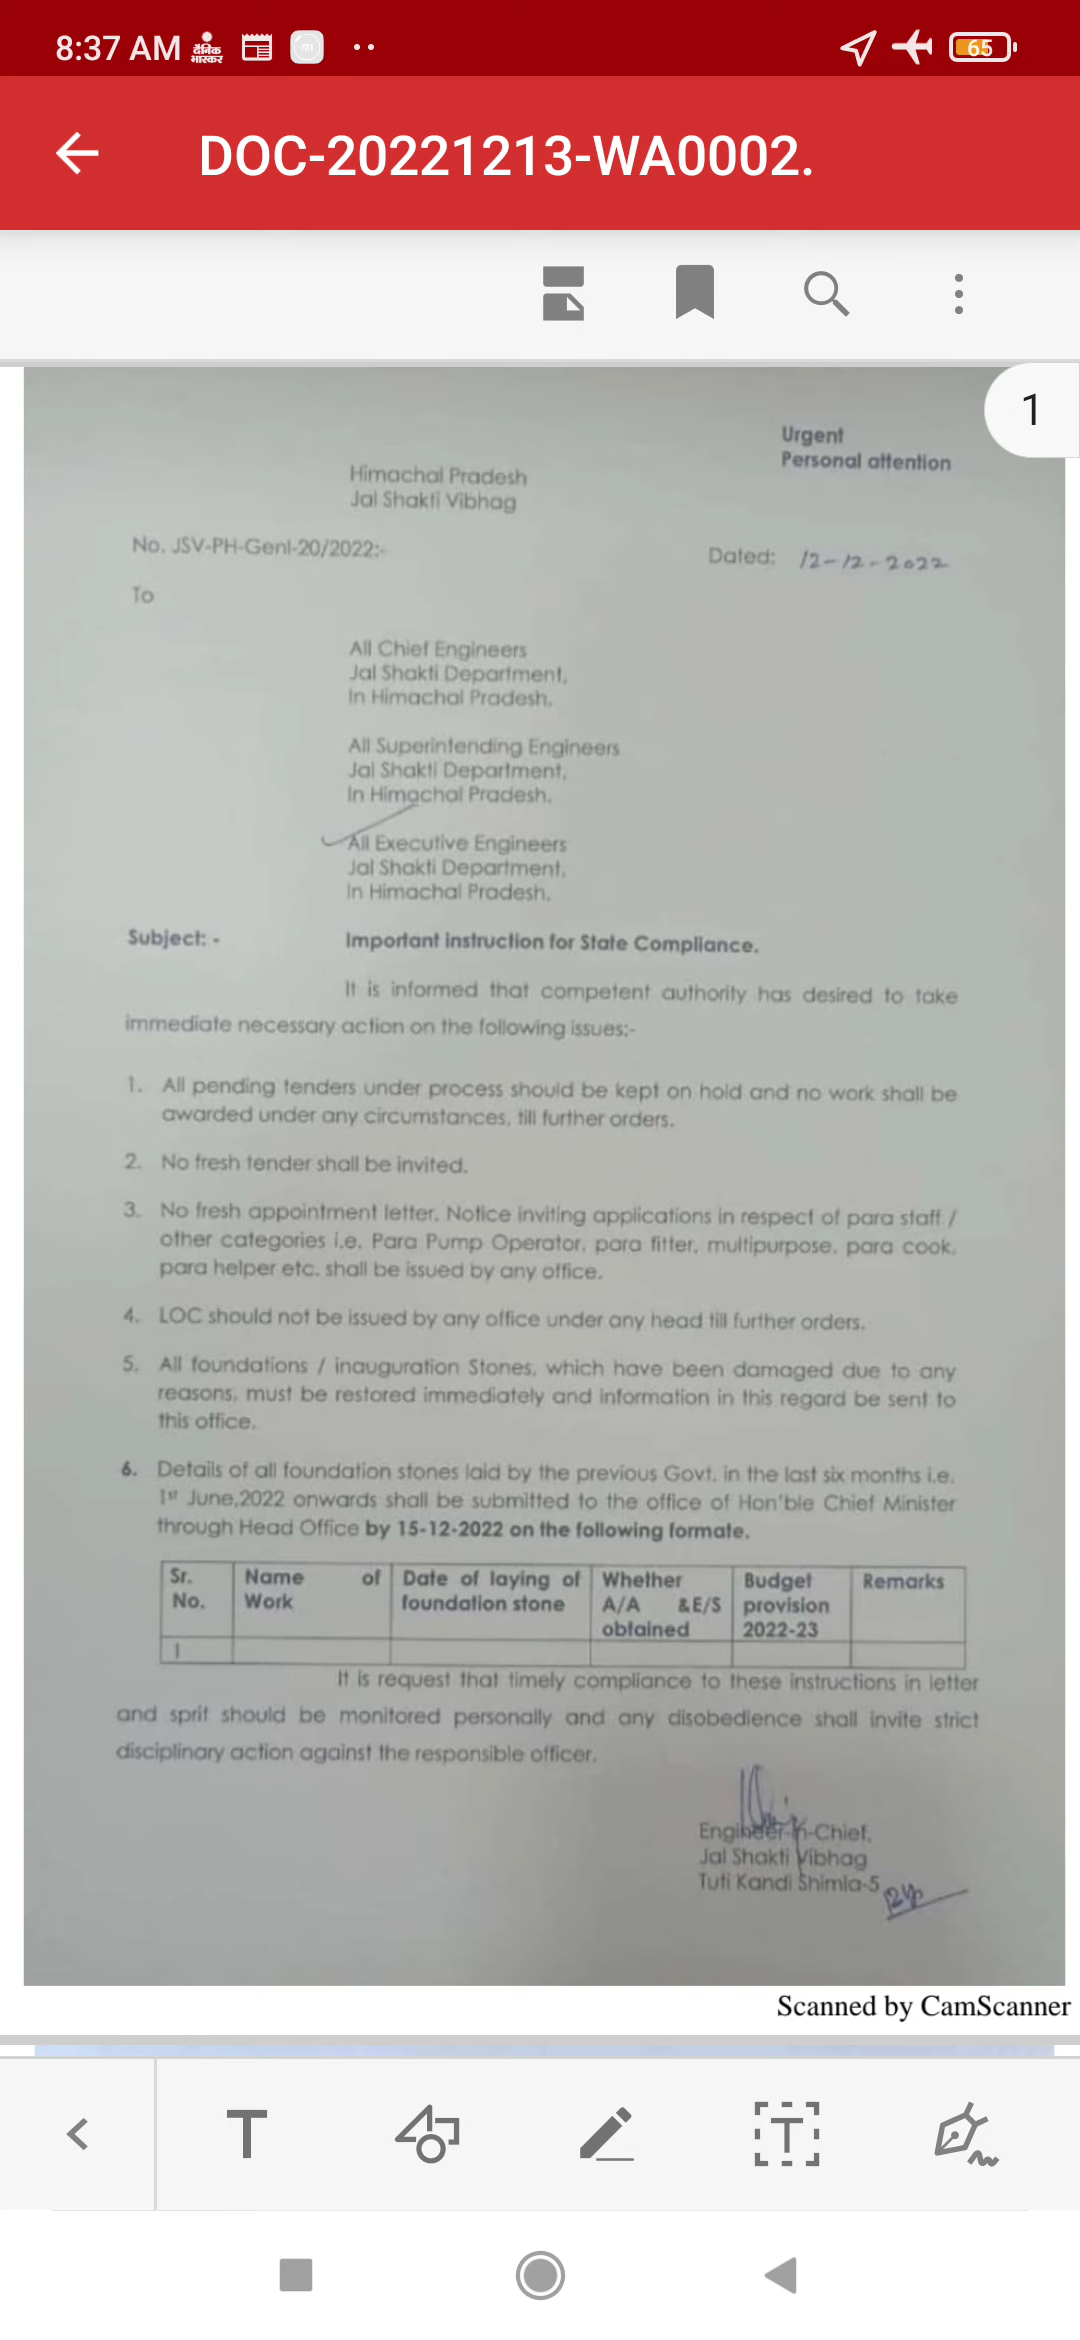 8:37 AM दैनिक भास्कर 65
DOC-20221213-WA0002.
1
Urgent
Personal attention
Himachal Pradesh
Jal Shakti Vibhag
No. JSV-PH-Genl-20/2022:-
Dated: 12-12-2022
To
All Chief Engineers
Jal Shakti Department,
In Himachal Pradesh.
All Superintending Engineers
Jal Shakti Department,
In Himachal Pradesh.
All Executive Engineers
Jal Shakti Department,
In Himachal Pradesh.
Subject: - Important instruction for State Compliance.
It is informed that competent authority has desired to take
immediate necessary action on the following issues:-
1. All pending tenders under process should be kept on hold and no work shall be
awarded under any circumstances, till further orders.
2. No fresh tender shall be invited.
3. No fresh appointment letter, Notice inviting applications in respect of para staff /
other categories i.e. Para Pump Operator, para fitter, multipurpose, para cook,
para helper etc. shall be issued by any office.
4. LOC should not be issued by any office under any head till further orders.
5. All foundations / inauguration Stones, which have been damaged due to any
reasons, must be restored immediately and information in this regard be sent to
this office.
6. Details of all foundation stones laid by the previous Govt. in the last six months i.e.
1st June,2022 onwards shall be submitted to the office of Hon'ble Chief Minister
through Head Office by 15-12-2022 on the following formate.
Sr. Name of Date of laying of Whether Budget Remarks
No. Work foundation stone A/A &E/S provision
obtained 2022-23
1
It is request that timely compliance to these instructions in letter
and sprit should be monitored personally and any disobedience shall invite strict
disciplinary action against the responsible officer.
Engineer-in-Chief,
Jal Shakti Vibhag
Tuti Kandi Shimla-5
Scanned by CamScanner
T
T